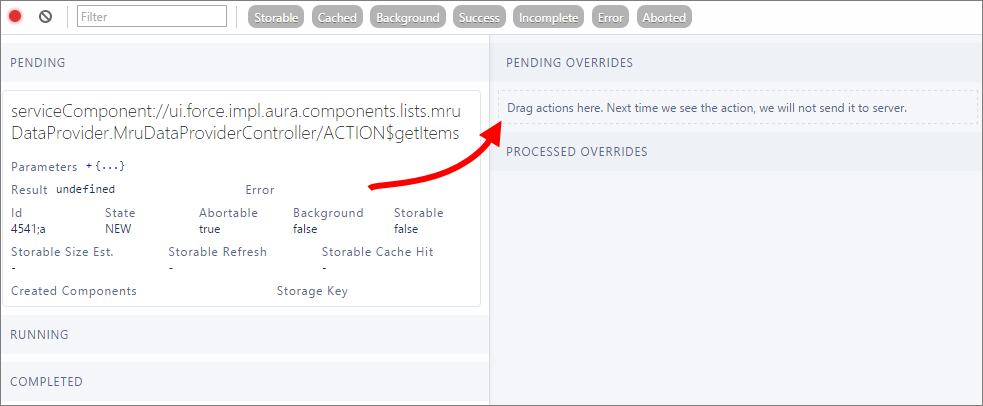 Filter
Storable Cached Background Success Incomplete Error Aborted
PENDING
serviceComponent://ui.force.impl.aura.components.lists.mru
DataProvider.MruDataProviderController/ACTION$getItems
Parameters +{...}
Result undefined Error
Id State Abortable Background Storable
4541;a NEW true false false
Storable Size Est. Storable Refresh Storable Cache Hit
- - -
Created Components Storage Key
RUNNING
COMPLETED
PENDING OVERRIDES
Drag actions here. Next time we see the action, we will not send it to server.
PROCESSED OVERRIDES